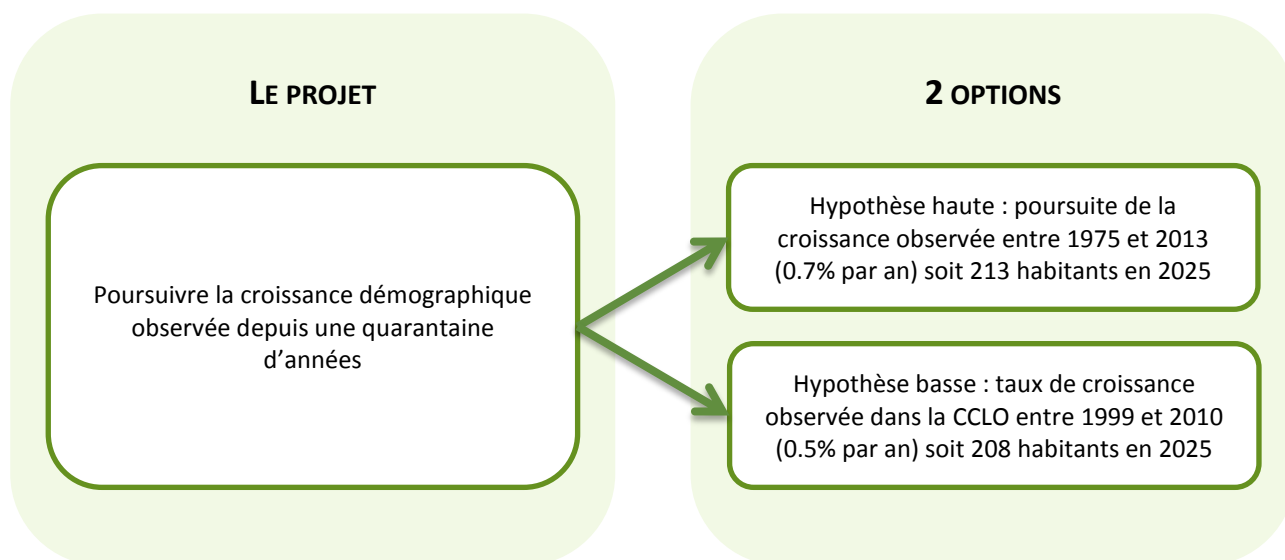 LE PROJET
Poursuivre la croissance démographique
observée depuis une quarantaine
d’années
2 OPTIONS
Hypothèse haute : poursuite de la
croissance observée entre 1975 et 2013
(0.7% par an) soit 213 habitants en 2025
Hypothèse basse : taux de croissance
observée dans la CCLO entre 1999 et 2010
(0.5% par an) soit 208 habitants en 2025